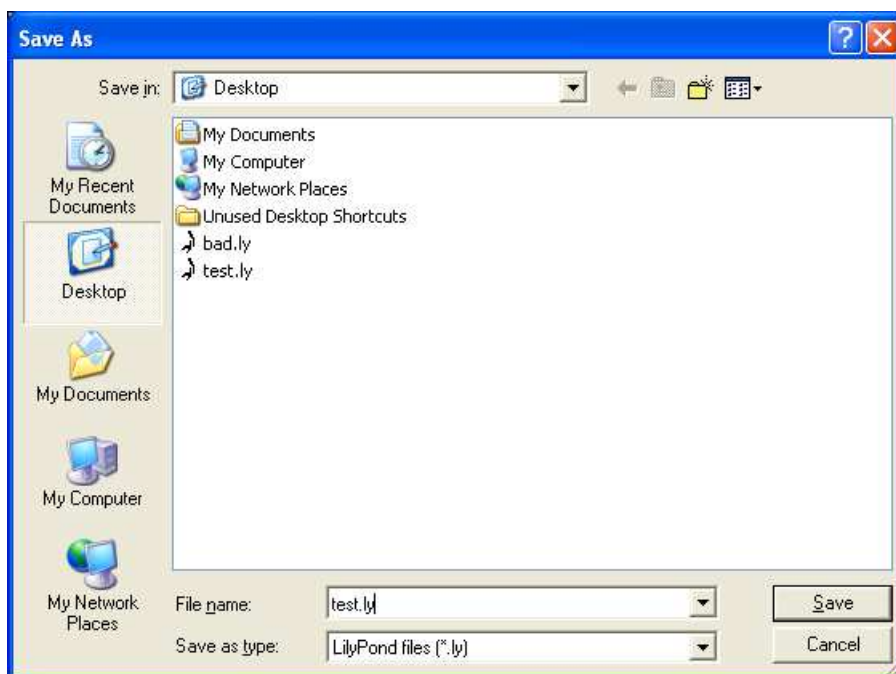 Save As
Save in:
Desktop
My Documents
My Computer
My Network Places
Unused Desktop Shortcuts
bad.ly
test.ly
My Recent
Documents
Desktop
My Documents
My Computer
My Network
Places
File name:
test.ly
Save
Save as type:
LilyPond files (*.ly)
Cancel